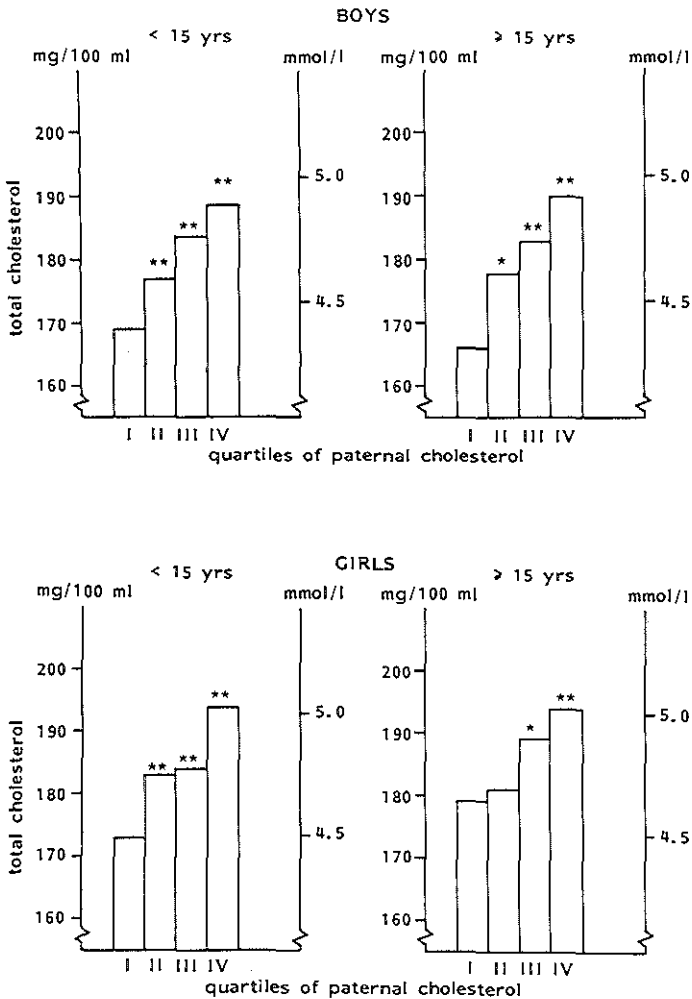 BOYS
< 15 yrs ⩾ 15 yrs
mg/100 ml mmol/l mg/100 ml mmol/l
200 200
5.0 5.0
** **
190 190
** ** 
** *
180 180
4.5 4.5
170 170
160 160
total cholesterol
I II III IV I II III IV
quartiles of paternal cholesterol
GIRLS
< 15 yrs ⩾ 15 yrs
mg/100 ml mmol/l mg/100 ml mmol/l
200 200
** **
5.0 5.0
190 190
*
** **
180 180
4.5 4.5
170 170
160 160
total cholesterol
I II III IV I II III IV
quartiles of paternal cholesterol